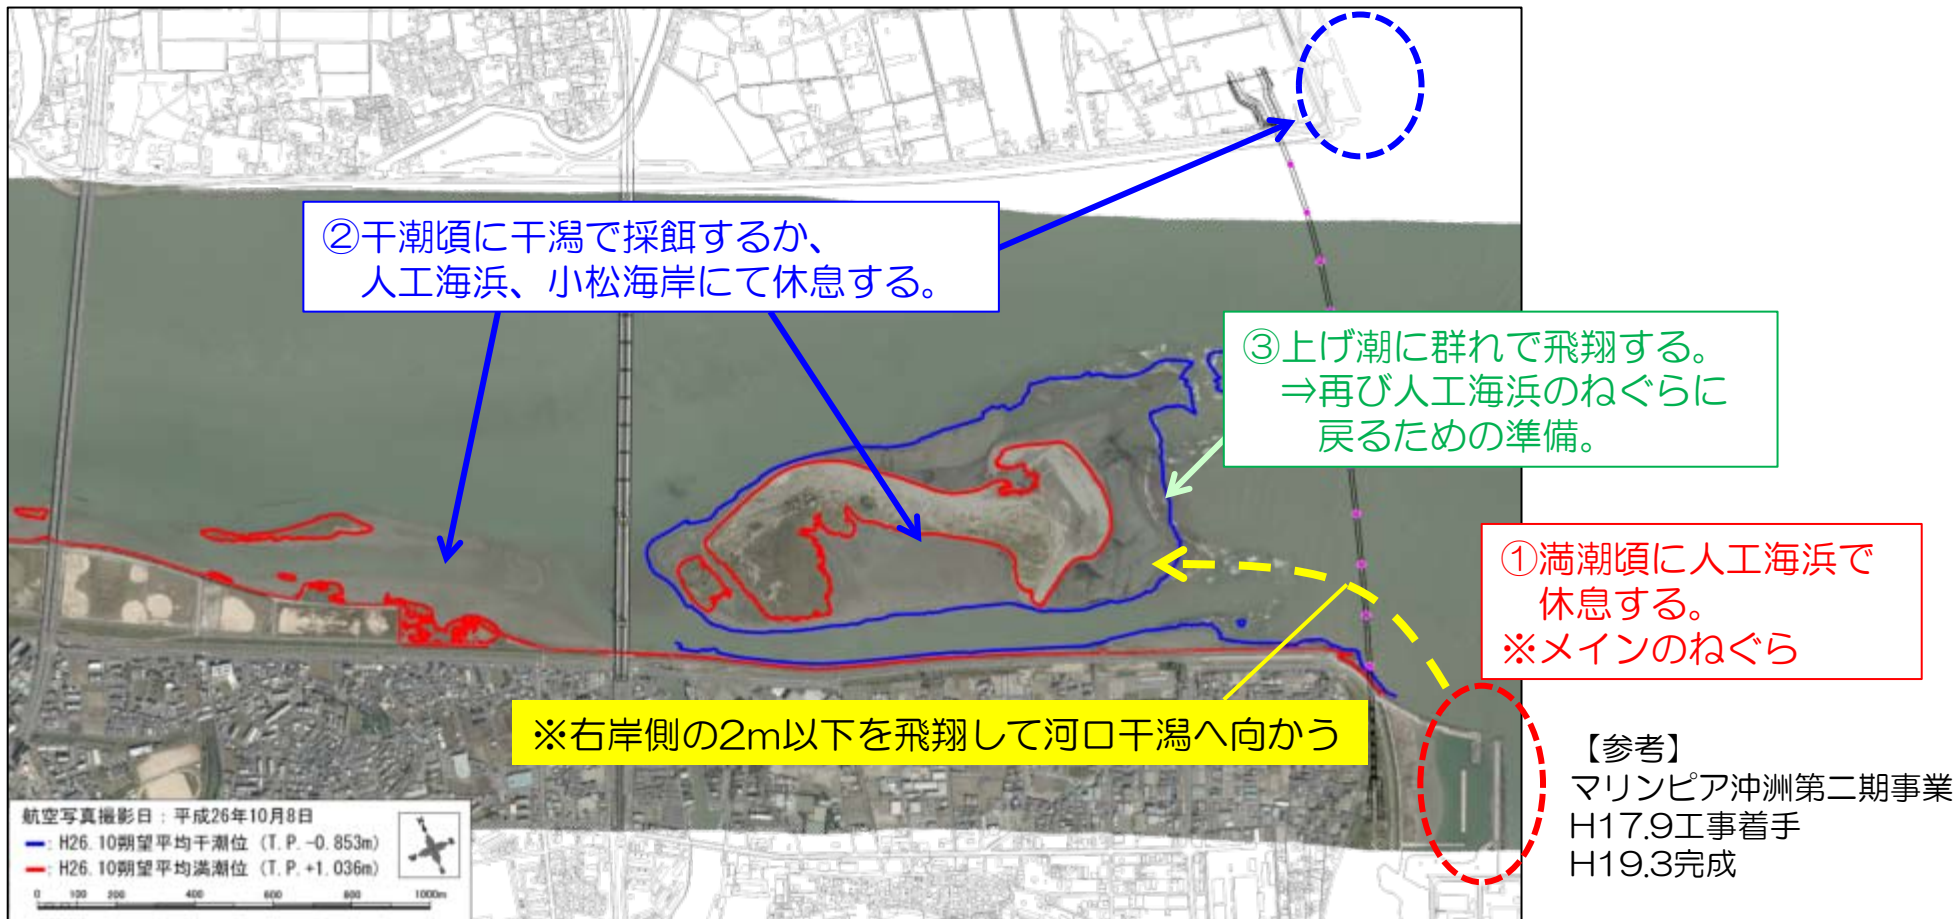 ②干潮頃に干潟で採餌するか、
人工海浜、小松海岸にて休息する。
③上げ潮に群れで飛翔する。
⇒再び人工海浜のねぐらに
戻るための準備。
①満潮頃に人工海浜で
休息する。
※メインのねぐら
※右岸側の2m以下を飛翔して河口干潟へ向かう
【参考】
マリンピア沖洲第二期事業
H17.9工事着手
H19.3完成
航空写真撮影日：平成26年10月8日
: H26.10朔望平均干潮位 (T.P.-0.853m)
: H26.10朔望平均満潮位 (T.P.+1.036m)
0 100 200 400 600 800 1000m